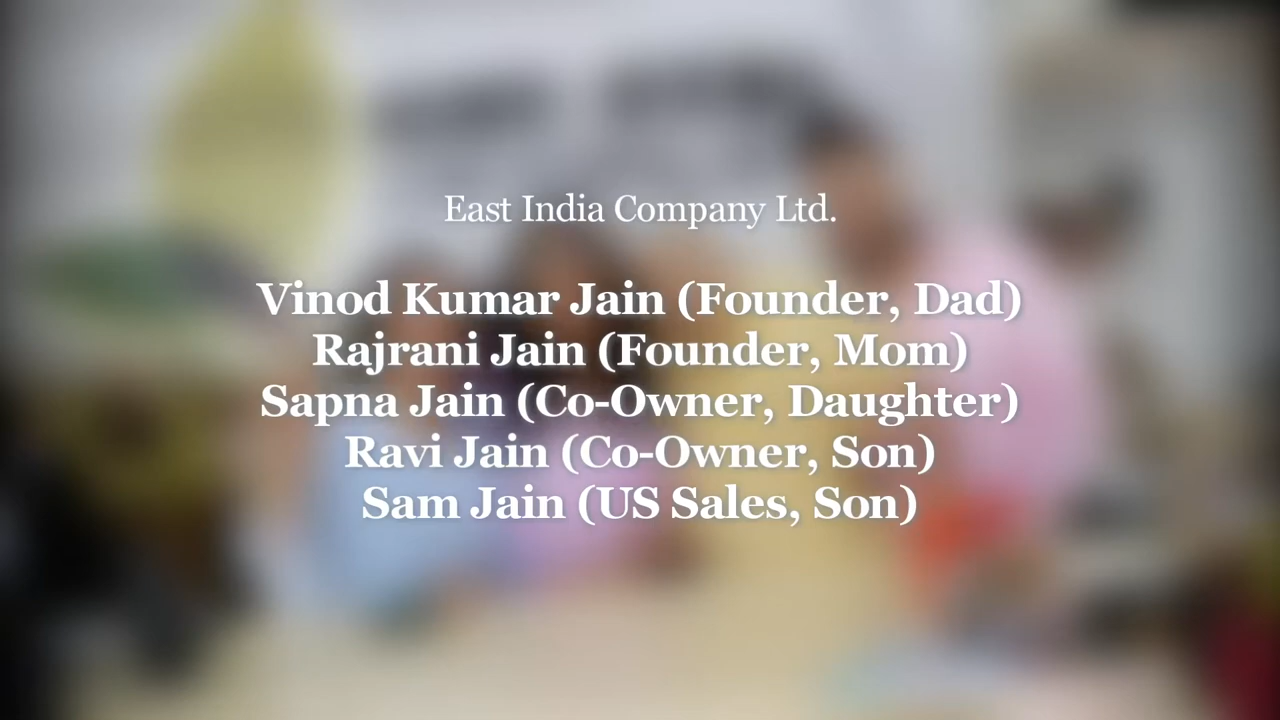 East India Company Ltd.
Vinod Kumar Jain (Founder, Dad)
Rajrani Jain (Founder, Mom)
Sapna Jain (Co-Owner, Daughter)
Ravi Jain (Co-Owner, Son)
Sam Jain (US Sales, Son)